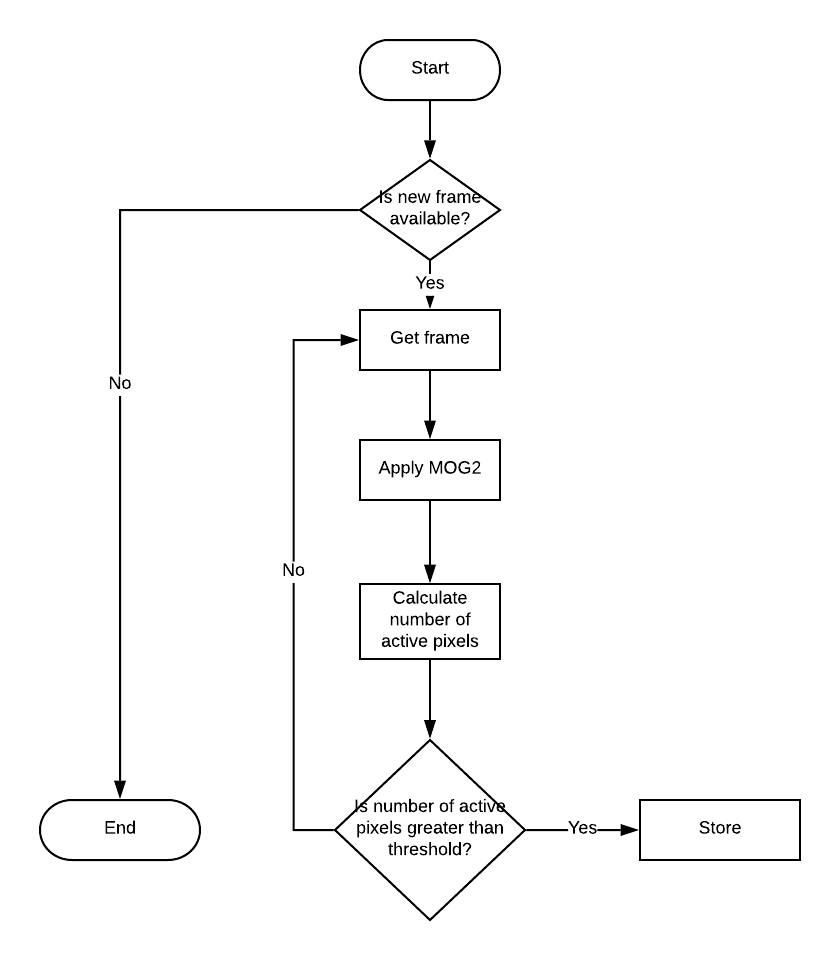 Start
Is new frame
available?
Yes
Get frame
No
Apply MOG2
No
Calculate
number of
active pixels
Is number of active
pixels greater than
threshold?
Yes
Store
End